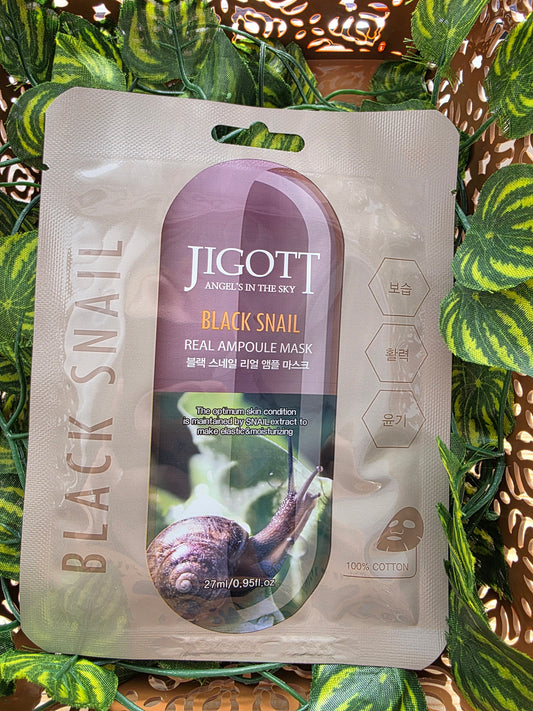 BLACK SNAIL
JIGOTT
ANGEL'S IN THE SKY
BLACK SNAIL
REAL AMPOULE MASK
블랙 스네일 리얼 앰플 마스크
The optimum skin condition
is maintained by SNAIL extract to
make elastic&moisturizing
27ml/0.95fl.oz
보습
활력
윤기
100% COTTON